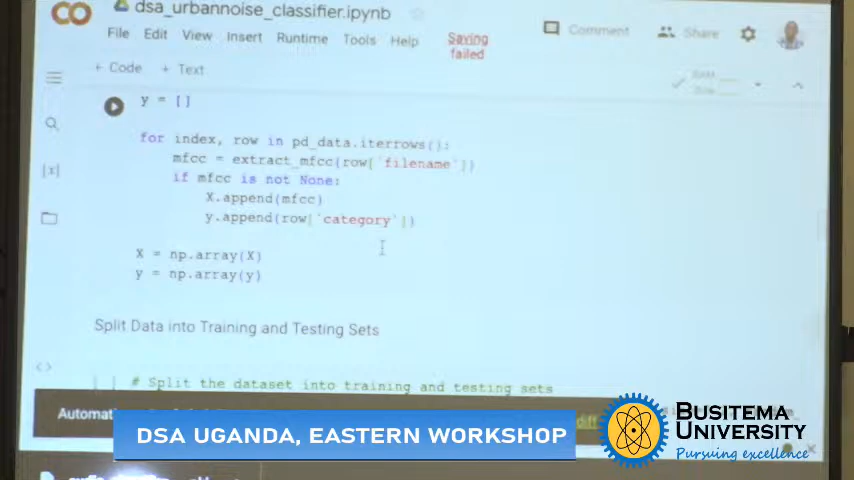 CO dsa_urbannoise_classifier.ipynb
File Edit View Insert Runtime Tools Help Saving failed Comment Share
+ Code + Text RAM Disk
y = []
for index, row in pd_data.iterrows():
mfcc = extract_mfcc(row['filename'])
if mfcc is not None:
X.append(mfcc)
y.append(row['category'])
X = np.array(X)
y = np.array(y)
Split Data into Training and Testing Sets
[ ] # Split the dataset into training and testing sets
diff
DSA UGANDA, EASTERN WORKSHOP
BUSITEMA
UNIVERSITY
Pursuing excellence